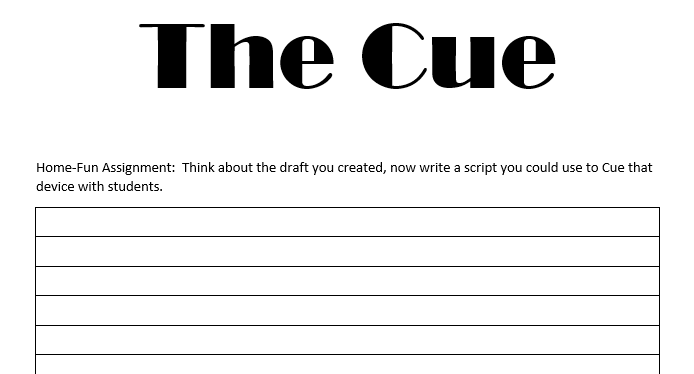 The Cue
Home-Fun Assignment:  Think about the draft you created, now write a script you could use to Cue that
device with students.